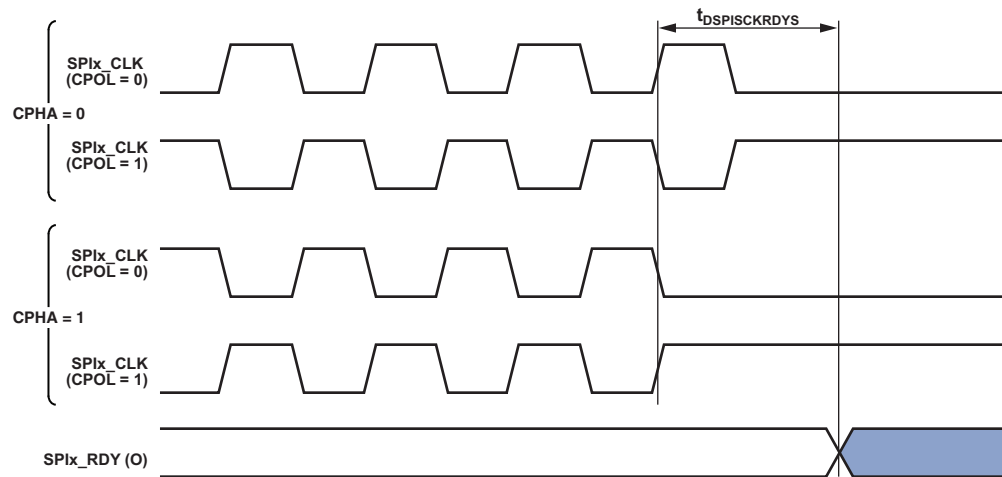 tDSPISCKRDYS
SPIx_CLK
(CPOL = 0)
CPHA = 0
SPIx_CLK
(CPOL = 1)
SPIx_CLK
(CPOL = 0)
CPHA = 1
SPIx_CLK
(CPOL = 1)
SPIx_RDY (O)